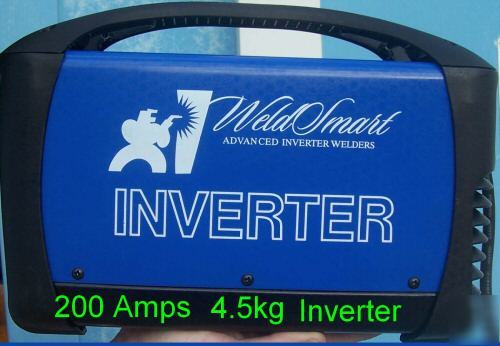 WeldSmart
ADVANCED INVERTER WELDERS
INVERTER
200 Amps 4.5kg Inverter